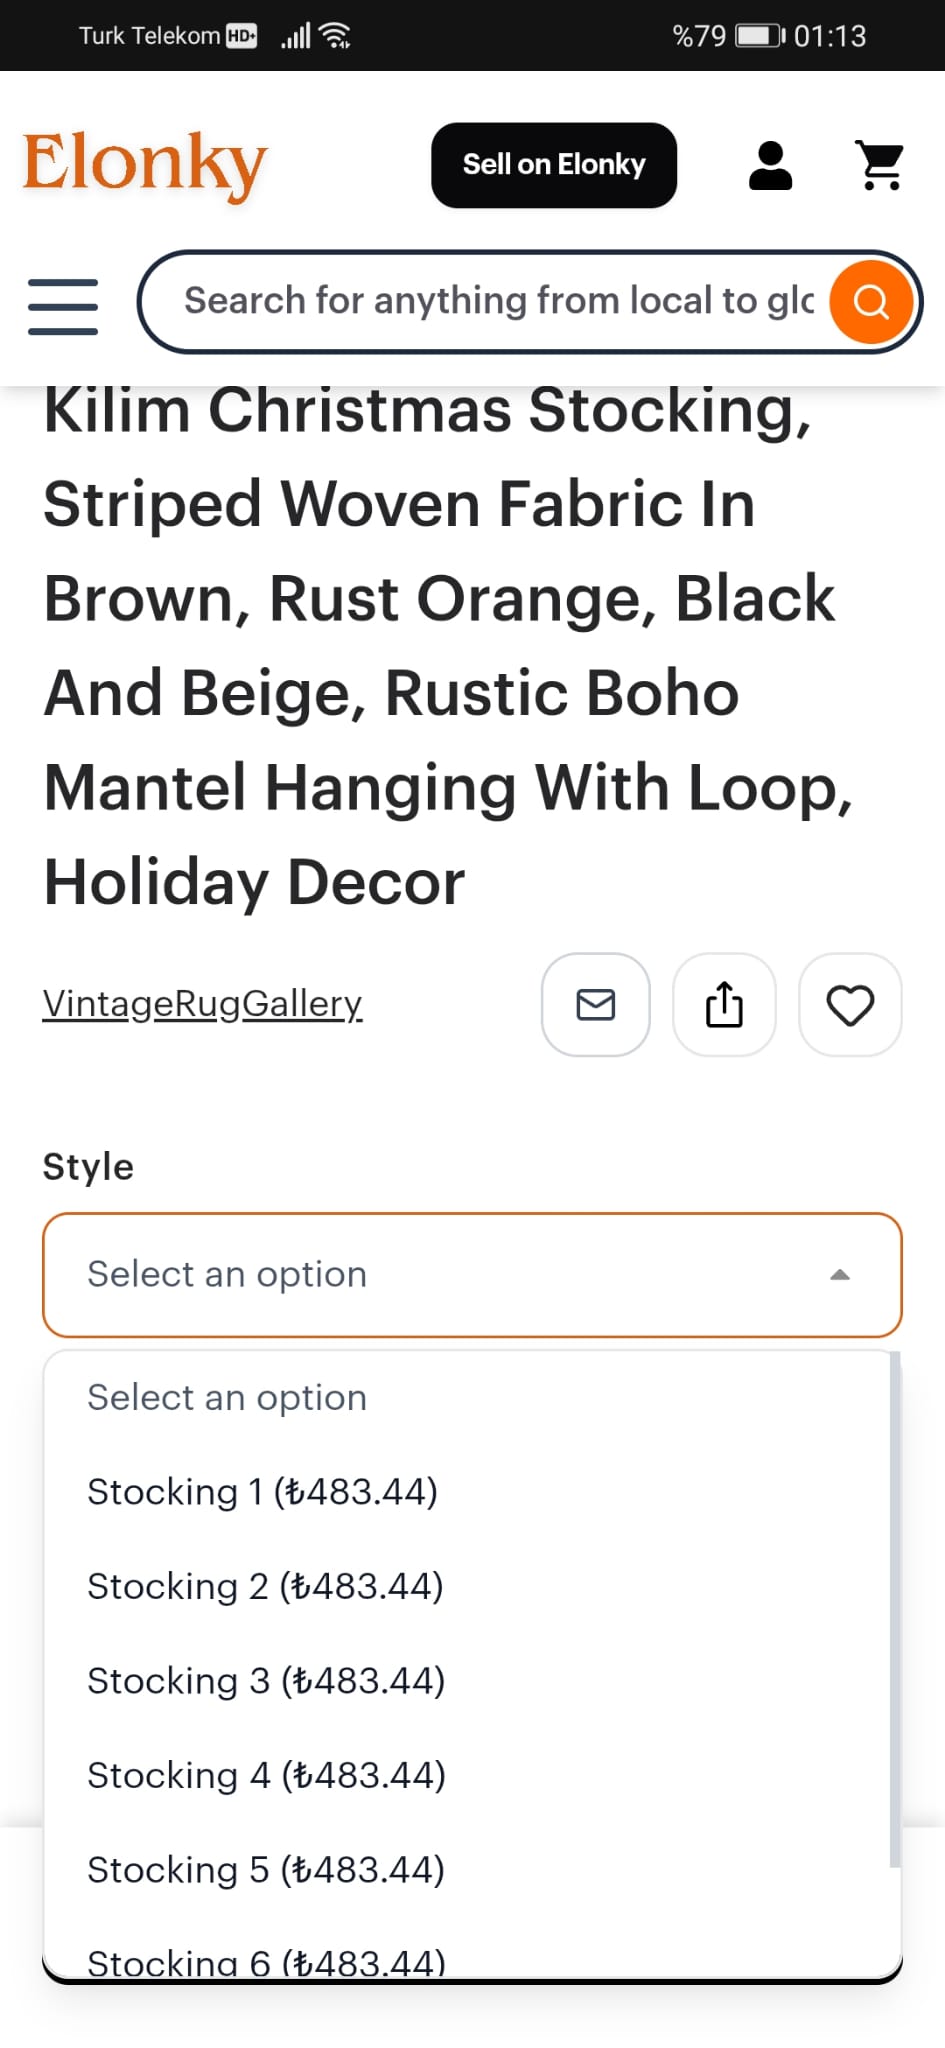 Turk Telekom HD+ %79 01:13
Elonky Sell on Elonky
Search for anything from local to glo
Kilim Christmas Stocking,
Striped Woven Fabric In
Brown, Rust Orange, Black
And Beige, Rustic Boho
Mantel Hanging With Loop,
Holiday Decor
VintageRugGallery
Style
Select an option
Select an option
Stocking 1 (₺483.44)
Stocking 2 (₺483.44)
Stocking 3 (₺483.44)
Stocking 4 (₺483.44)
Stocking 5 (₺483.44)
Stocking 6 (₺483.44)